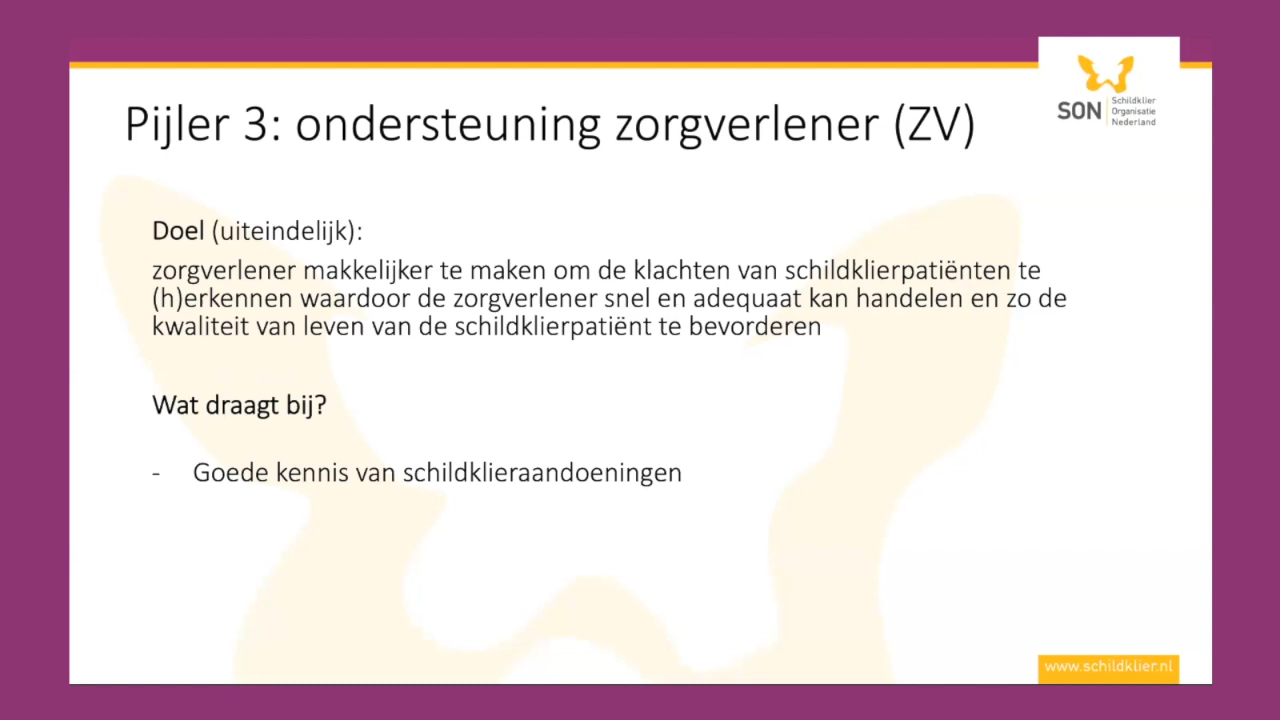 SON
Schildklier
Organisatie
Nederland
Pijler 3: ondersteuning zorgverlener (ZV)
Doel (uiteindelijk):
zorgverlener makkelijker te maken om de klachten van schildklierpatiënten te
(h)erkennen waardoor de zorgverlener snel en adequaat kan handelen en zo de
kwaliteit van leven van de schildklierpatiënt te bevorderen
Wat draagt bij?
- Goede kennis van schildklieraandoeningen
www.schildklier.nl